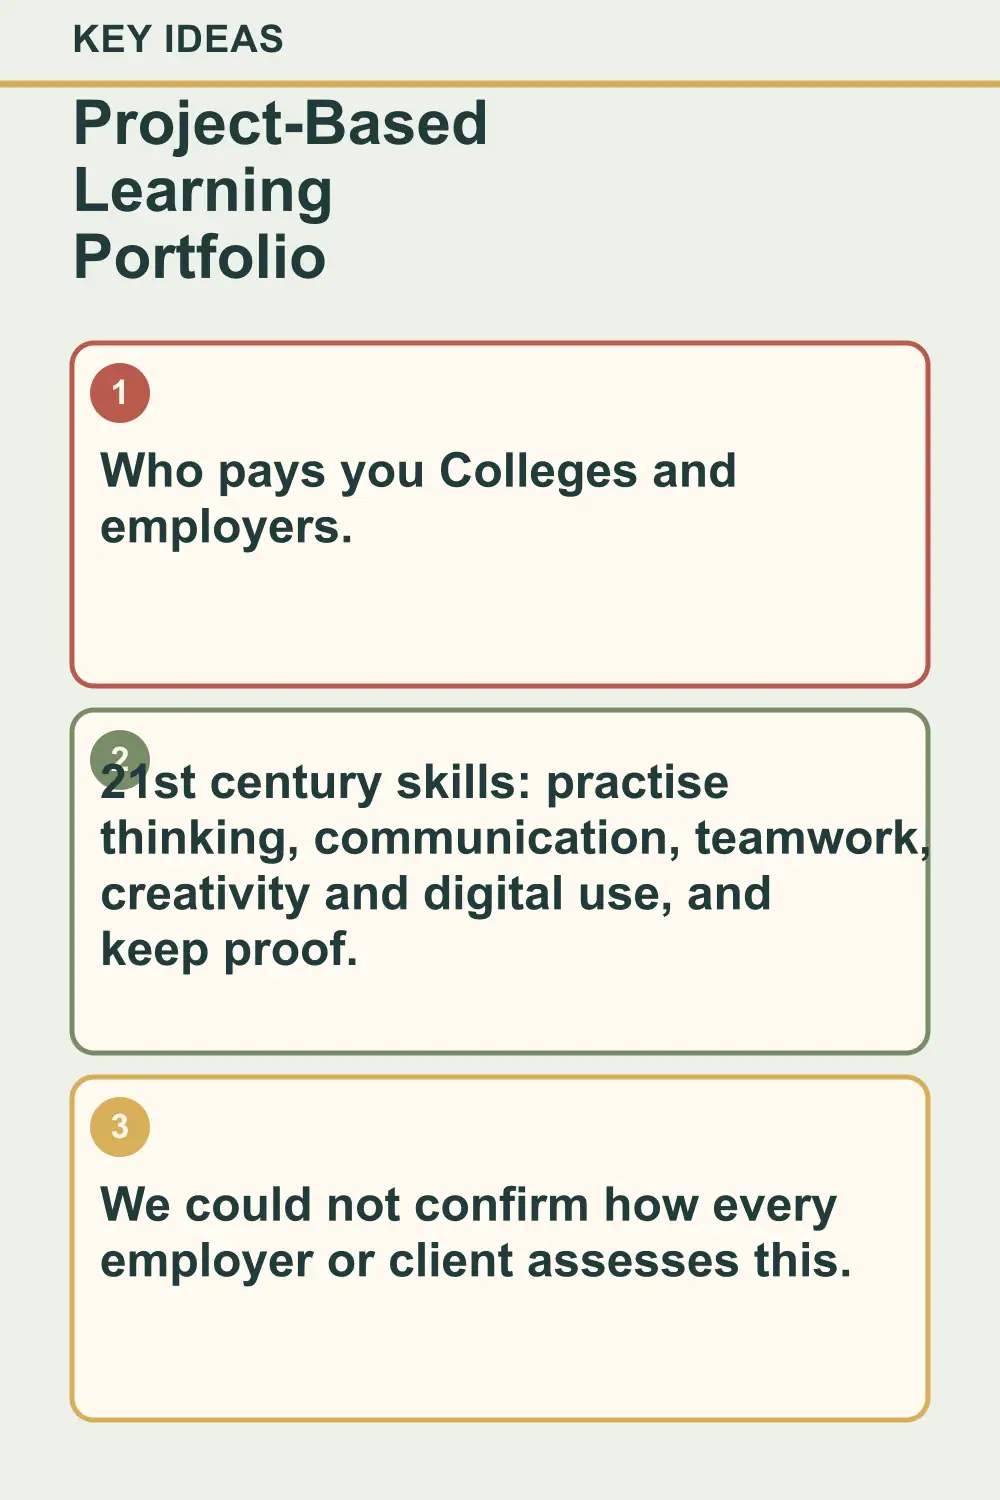 KEY IDEAS
Project-Based
Learning
Portfolio
1
Who pays you Colleges and
employers.
2
21st century skills: practise
thinking, communication, teamwork,
creativity and digital use, and
keep proof.
3
We could not confirm how every
employer or client assesses this.